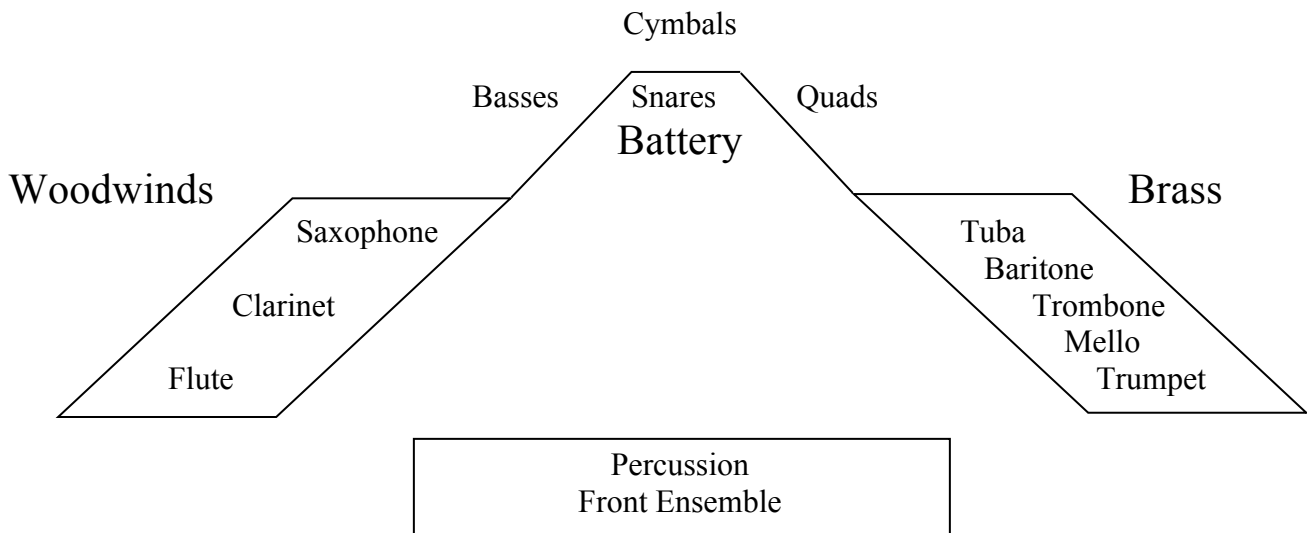 Cymbals
Basses
Snares
Quads
Battery
Woodwinds
Brass
Saxophone
Clarinet
Flute
Tuba
Baritone
Trombone
Mello
Trumpet
Percussion
Front Ensemble